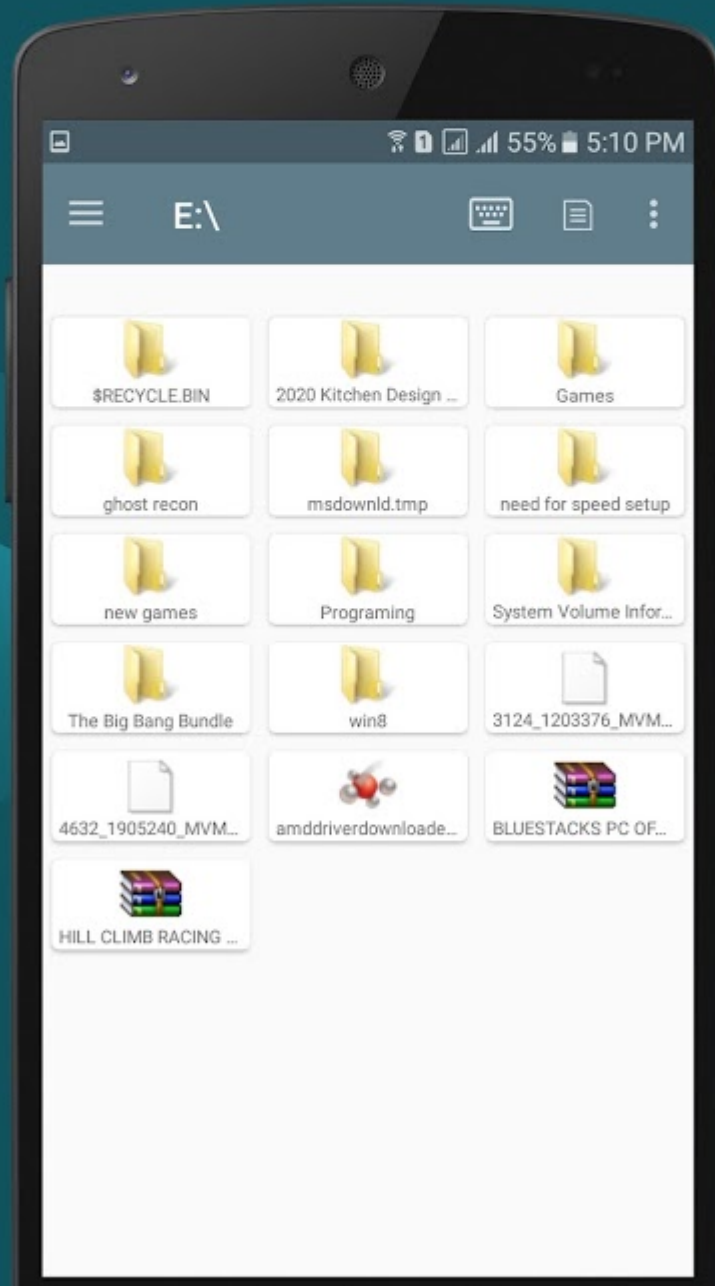 55% 5:10 PM
E:\
$RECYCLE.BIN
2020 Kitchen Design ...
Games
ghost recon
msdownld.tmp
need for speed setup
new games
Programing
System Volume Infor...
The Big Bang Bundle
win8
3124_1203376_MVM...
4632_1905240_MVM...
amddriverdownloade...
BLUESTACKS PC OF...
HILL CLIMB RACING ...